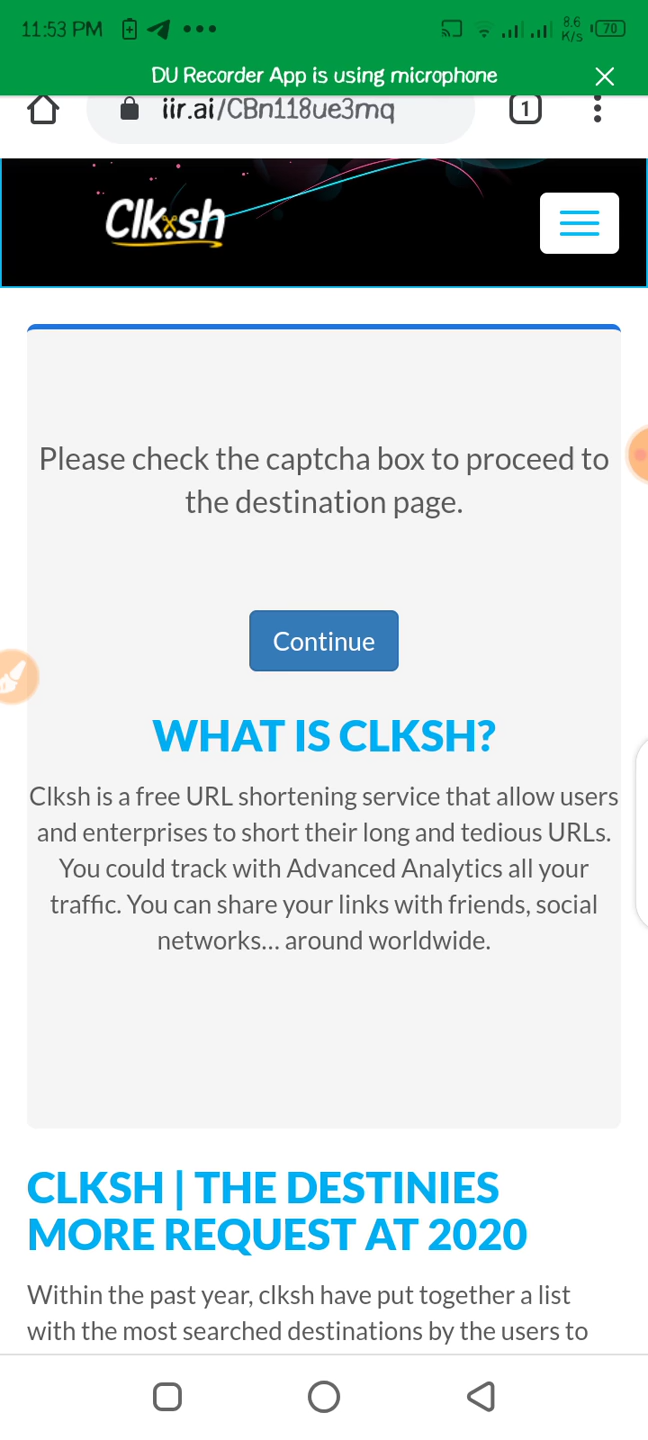 11:53 PM
8.6
K/s
70
DU Recorder App is using microphone
iir.ai/CBn118ue3mq
1
Clk.sh
Please check the captcha box to proceed to
the destination page.
Continue
WHAT IS CLKSH?
Clksh is a free URL shortening service that allow users
and enterprises to short their long and tedious URLs.
You could track with Advanced Analytics all your
traffic. You can share your links with friends, social
networks... around worldwide.
CLKSH | THE DESTINIES
MORE REQUEST AT 2020
Within the past year, clksh have put together a list
with the most searched destinations by the users to